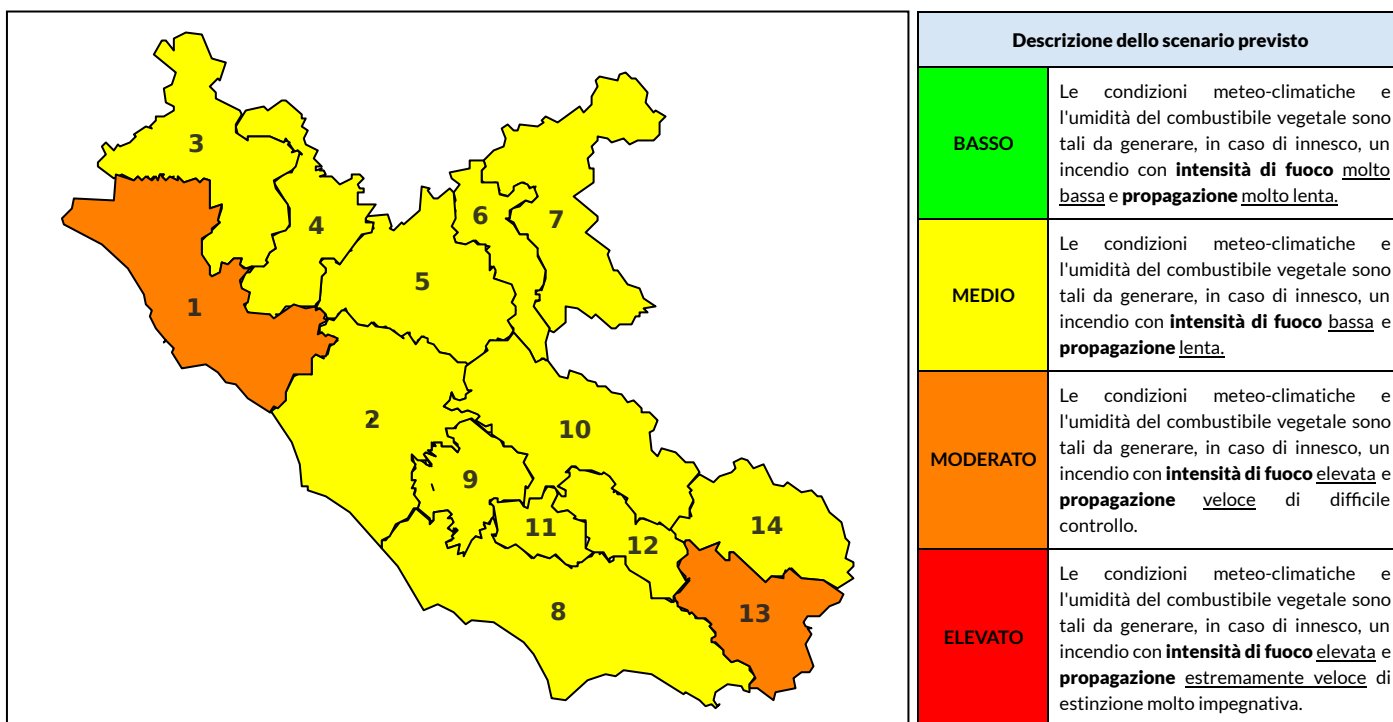 3
4
6
7
5
1
2
10
9
11
12
14
8
13
Descrizione dello scenario previsto
BASSO
Le condizioni meteo-climatiche e
l'umidità del combustibile vegetale sono
tali da generare, in caso di innesco, un
incendio con intensità di fuoco molto
bassa e propagazione molto lenta.
MEDIO
Le condizioni meteo-climatiche e
l'umidità del combustibile vegetale sono
tali da generare, in caso di innesco, un
incendio con intensità di fuoco bassa e
propagazione lenta.
MODERATO
Le condizioni meteo-climatiche e
l'umidità del combustibile vegetale sono
tali da generare, in caso di innesco, un
incendio con intensità di fuoco elevata e
propagazione veloce di difficile
controllo.
ELEVATO
Le condizioni meteo-climatiche e
l'umidità del combustibile vegetale sono
tali da generare, in caso di innesco, un
incendio con intensità di fuoco elevata e
propagazione estremamente veloce di
estinzione molto impegnativa.